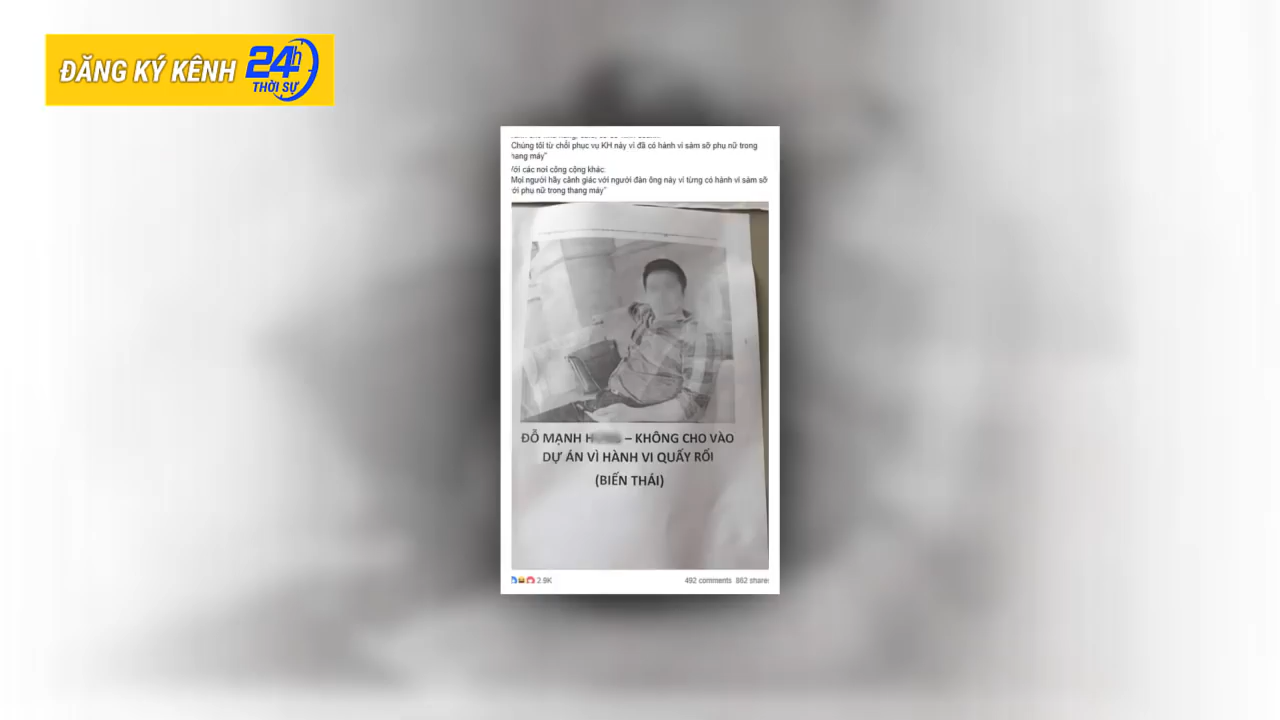 ĐĂNG KÝ KÊNH 24h
THỜI SỰ
Chúng tôi từ chối phục vụ KH này vì đã có hành vi sàm sỡ phụ nữ trong
hang máy"
Với các nơi công cộng khác:
Mọi người hãy cảnh giác với người đàn ông này vì từng có hành vi sàm sỡ
với phụ nữ trong thang máy"
ĐỖ MẠNH H – KHÔNG CHO VÀO
DỰ ÁN VÌ HÀNH VI QUẤY RỐI
(BIẾN THÁI)
2.9K
492 comments 862 shares